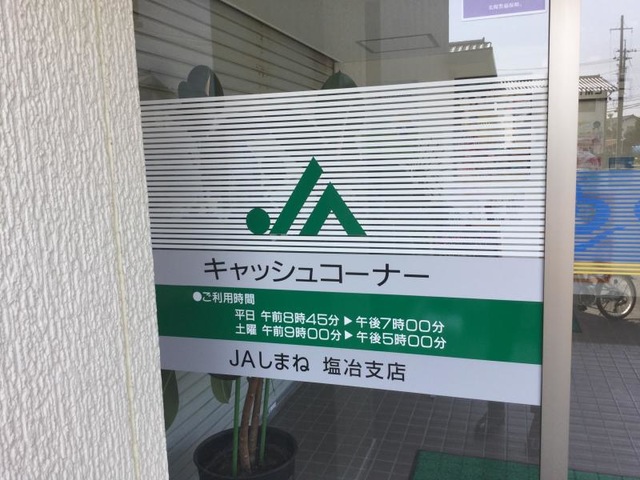 JA
キャッシュコーナー
●ご利用時間
平日 午前8時45分▶午後7時00分
土曜 午前9時00分▶午後5時00分
JAしまね 塩冶支店